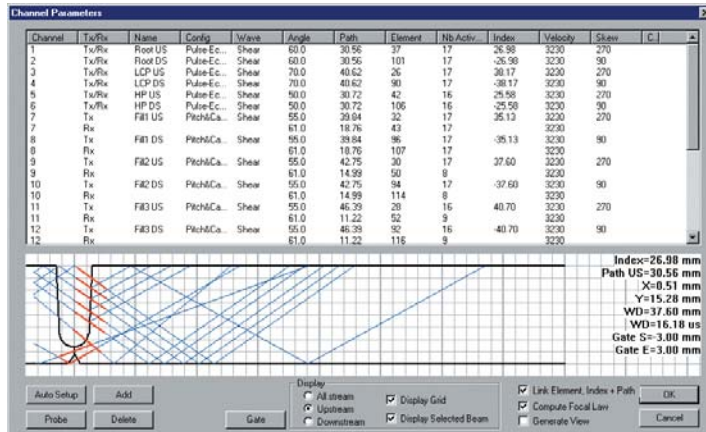 Channel Parameters
Channel Tx/Rx Name Config Wave Angle Path Element Nb Activ... Index Velocity Skew C..
1 Tx/Rx Root US Pulse-Ec... Shear 60.0 30.56 37 17 26.98 3230 270
2 Tx/Rx Root DS Pulse-Ec... Shear 60.0 30.56 101 17 -26.98 3230 90
3 Tx/Rx LCP US Pulse-Ec... Shear 70.0 40.62 26 17 38.17 3230 270
4 Tx/Rx LCP DS Pulse-Ec... Shear 70.0 40.62 90 17 -38.17 3230 90
5 Tx/Rx HP US Pulse-Ec... Shear 50.0 30.72 42 16 25.58 3230 270
6 Tx/Rx HP DS Pulse-Ec... Shear 50.0 30.72 106 16 -25.58 3230 90
7 Tx Fill1 US Pitch&Ca... Shear 55.0 39.84 32 17 35.13 3230 270
7 Rx 61.0 18.76 43 17 3230
8 Tx Fill1 DS Pitch&Ca... Shear 55.0 39.84 96 17 -35.13 3230 90
8 Rx 61.0 18.76 107 17 3230
9 Tx Fill2 US Pitch&Ca... Shear 55.0 42.75 30 17 37.60 3230 270
9 Rx 61.0 14.99 50 8 3230
10 Tx Fill2 DS Pitch&Ca... Shear 55.0 42.75 94 17 -37.60 3230 90
10 Rx 61.0 14.99 114 8 3230
11 Tx Fill3 US Pitch&Ca... Shear 55.0 46.39 28 16 40.70 3230 270
11 Rx 61.0 11.22 52 9 3230
12 Tx Fill3 DS Pitch&Ca... Shear 55.0 46.39 92 16 -40.70 3230 90
12 Rx 61.0 11.22 116 9 3230
Index=26.98 mm
Path US=30.56 mm
X=0.51 mm
Y=15.28 mm
WD=37.60 mm
WD=16.18 us
Gate S=-3.00 mm
Gate E=3.00 mm
Auto Setup Add
Probe Delete Gate
Display
All stream
Upstream
Downstream
Display Grid
Display Selected Beam
Link Element, Index + Path
Compute Focal Law
Generate View
OK
Cancel